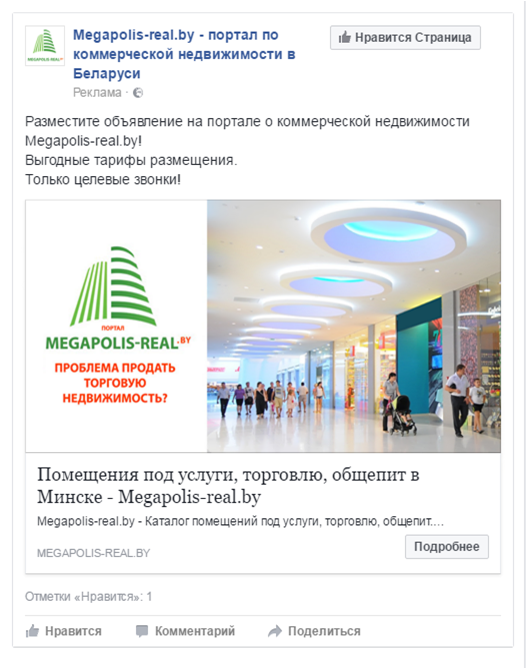 Megapolis-real.by - портал по
коммерческой недвижимости в
Беларуси
Нравится Страница
Реклама ·
Разместите объявление на портале о коммерческой недвижимости
Megapolis-real.by!
Выгодные тарифы размещения.
Только целевые звонки!
ПОРТАЛ
MEGAPOLIS-REAL.BY
ПРОБЛЕМА ПРОДАТЬ
ТОРГОВУЮ
НЕДВИЖИМОСТЬ?
Помещения под услуги, торговлю, общепит в
Минске - Megapolis-real.by
Megapolis-real.by - Каталог помещений под услуги, торговлю, общепит....
MEGAPOLIS-REAL.BY
Подробнее
Отметки «Нравится»: 1
Нравится Комментарий Поделиться